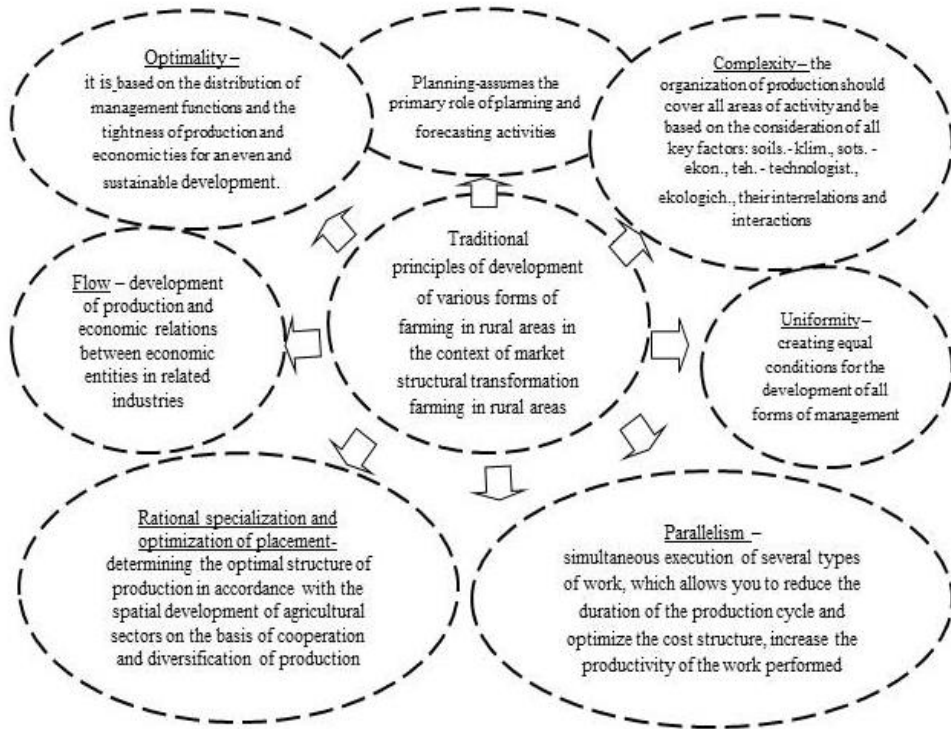 Optimality –
it is based on the distribution of
management functions and the
tightness of production and
economic ties for an even and
sustainable development.
Planning-assumes the
primary role of planning and
forecasting activities
Complexity – the
organization of production should
cover all areas of activity and be
based on the consideration of all
key factors: soils.- klim., sots. -
ekon., teh. - technologist.,
ekologich., their interrelations and
interactions
Flow – development
of production and
economic relations
between economic
entities in related
industries
Traditional
principles of development
of various forms of
farming in rural areas in
the context of market
structural transformation
farming in rural areas
Uniformity –
creating equal
conditions for the
development of all
forms of management
Rational specialization and
optimization of placement-
determining the optimal structure of
production in accordance with the
spatial development of agricultural
sectors on the basis of cooperation
and diversification of production
Parallelism –
simultaneous execution of several types
of work, which allows you to reduce the
duration of the production cycle and
optimize the cost structure, increase the
productivity of the work performed